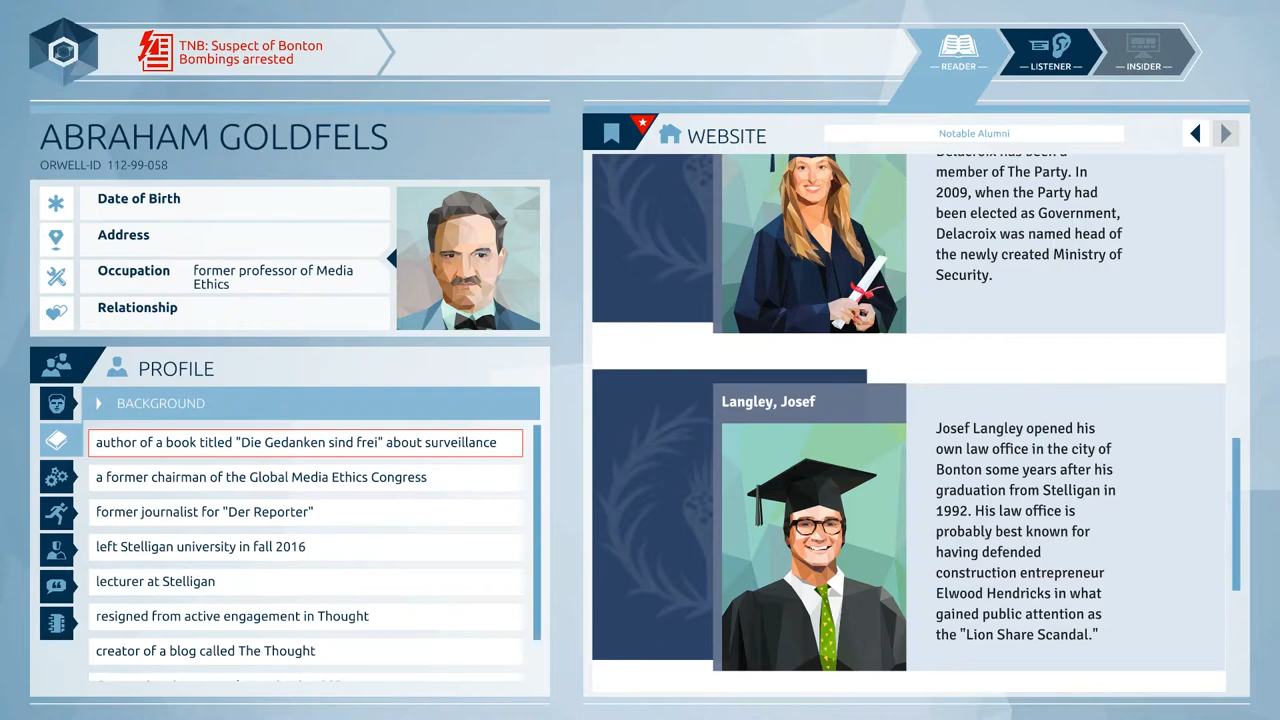 TNB: Suspect of Bonton
Bombings arrested
— READER —
— LISTENER —
— INSIDER —
ABRAHAM GOLDFELS
ORWELL-ID 112-99-058
Date of Birth
Address
Occupation former professor of Media
Ethics
Relationship
PROFILE
BACKGROUND
author of a book titled "Die Gedanken sind frei" about surveillance
a former chairman of the Global Media Ethics Congress
former journalist for "Der Reporter"
left Stelligan university in fall 2016
lecturer at Stelligan
resigned from active engagement in Thought
creator of a blog called The Thought
WEBSITE
Notable Alumni
Delacroix has been a
member of The Party. In
2009, when the Party had
been elected as Government,
Delacroix was named head of
the newly created Ministry of
Security.
Langley, Josef
Josef Langley opened his
own law office in the city of
Bonton some years after his
graduation from Stelligan in
1992. His law office is
probably best known for
having defended
construction entrepreneur
Elwood Hendricks in what
gained public attention as
the "Lion Share Scandal."